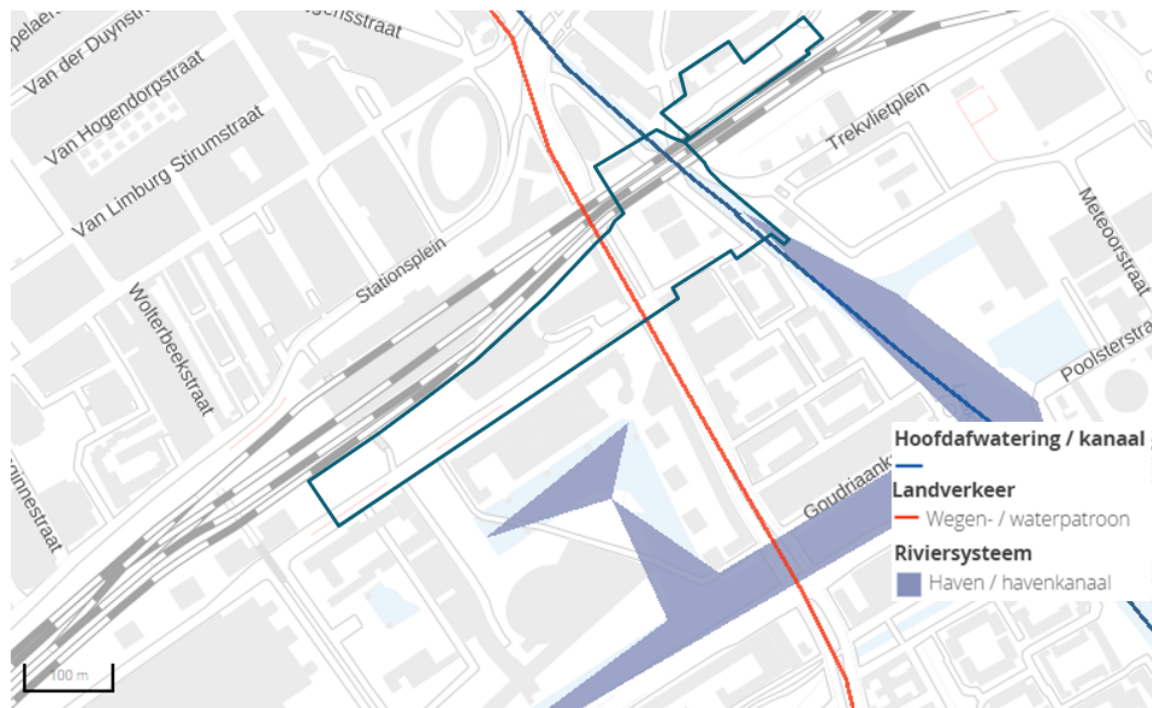 Van der Duynstr
Van Hogendorpstraat
Van Limburg Stirumstraat
Stationsplein
Wolterbeekstraat
Trekvlietplein
Meteoorstraat
Poolsterstra
Goudriaank
Hoofdafwatering / kanaal
Landverkeer
Wegen- / waterpatroon
Riviersysteem
Haven / havenkanaal
100 m